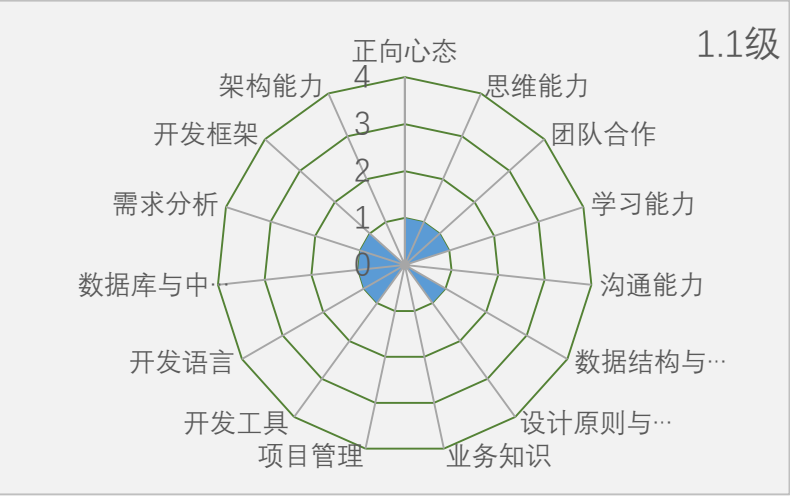 1.1级
正向心态
思维能力
团队合作
学习能力
沟通能力
数据结构与…
设计原则与…
业务知识
项目管理
开发工具
开发语言
数据库与中…
需求分析
开发框架
架构能力
4
3
2
1
0